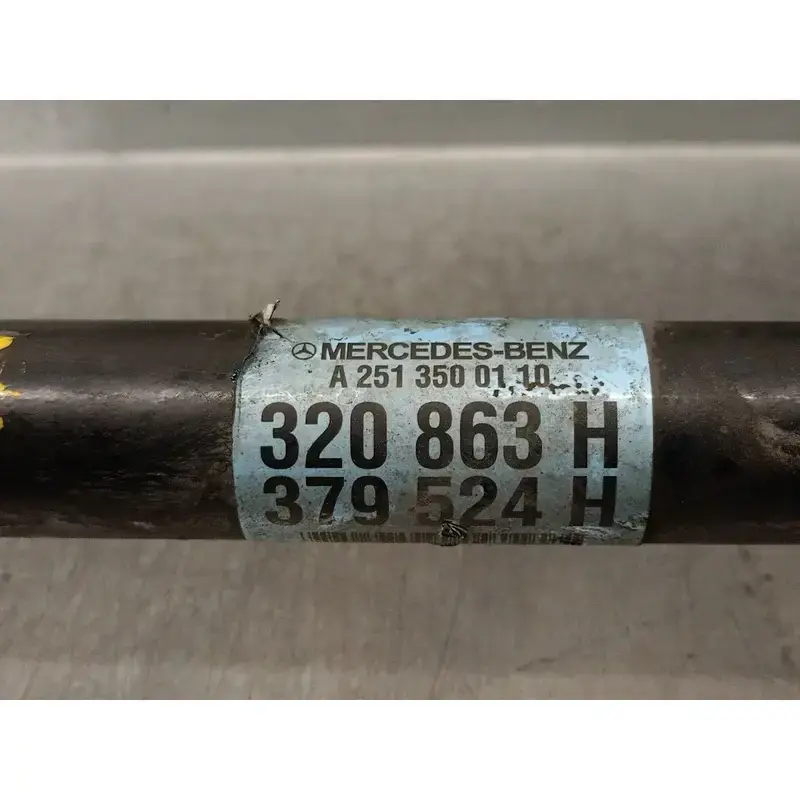 MERCEDES-BENZ
A 251 350 01 10
320 863 H
379 524 H